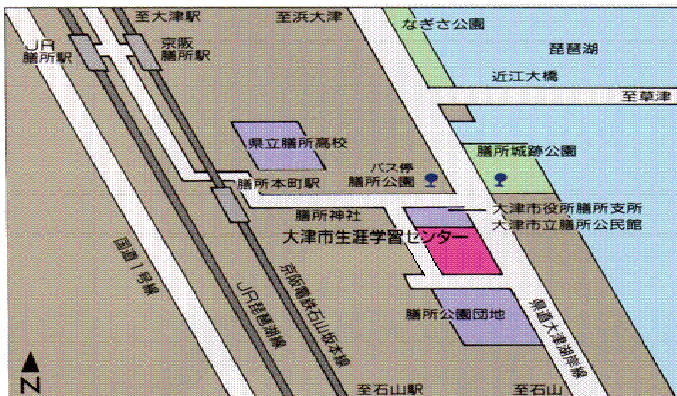 至大津駅
至浜大津
なぎさ公園
JR
膳所駅
京阪
膳所駅
琵琶湖
近江大橋
至草津
県立膳所高校
膳所城跡公園
バス停
膳所公園
膳所本町駅
膳所神社
大津市役所膳所支所
大津市立膳所公民館
大津市生涯学習センター
国道1号線
JR琵琶湖線
京阪電鉄石山坂本線
膳所公園団地
県道大津湖岸線
至石山駅
至石山
N